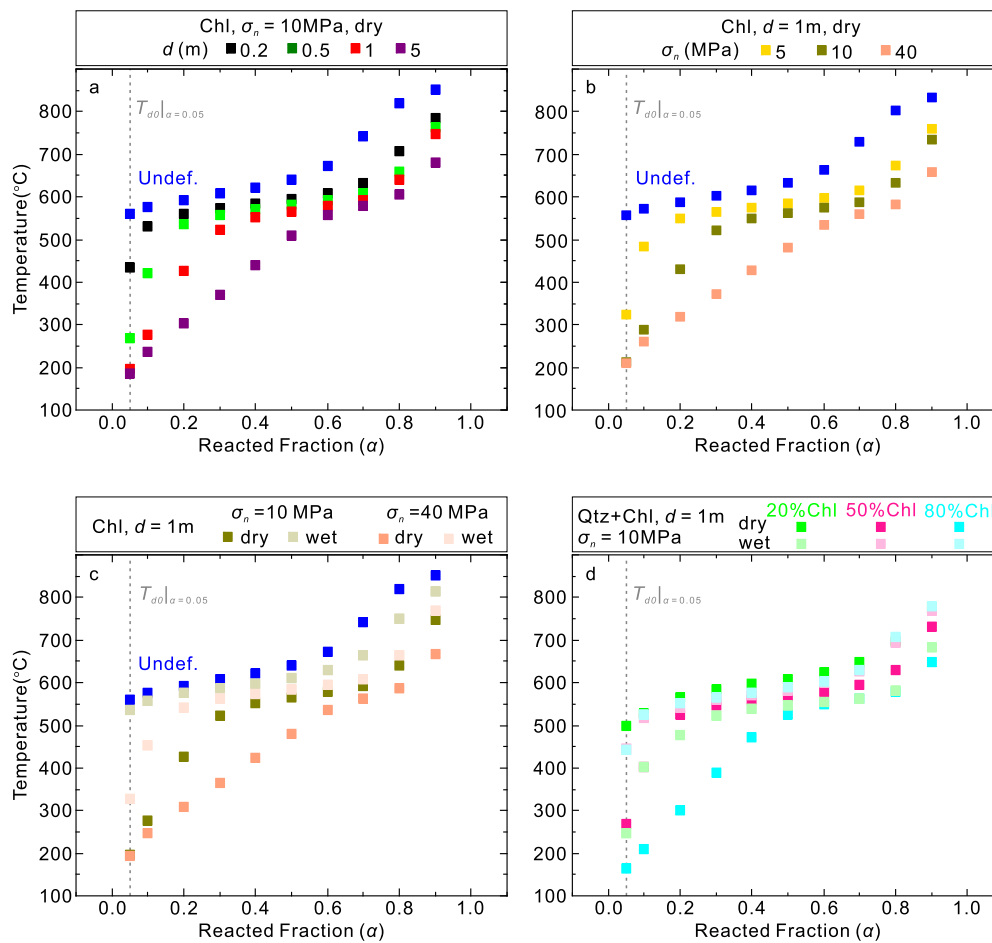 Chl, σn = 10MPa, dry
d (m) 0.2 0.5 1 5
a
Td0|α=0.05
Undef.
800
700
600
500
400
300
200
100
Temperature(°C)
0.0 0.2 0.4 0.6 0.8 1.0
Reacted Fraction (α)
Chl, d = 1m, dry
σn (MPa) 5 10 40
b
Td0|α=0.05
Undef.
800
700
600
500
400
300
200
100
0.0 0.2 0.4 0.6 0.8 1.0
Reacted Fraction (α)
Chl, d = 1m
σn =10 MPa σn =40 MPa
dry wet dry wet
c
Td0|α=0.05
Undef.
800
700
600
500
400
300
200
100
Temperature(°C)
0.0 0.2 0.4 0.6 0.8 1.0
Reacted Fraction (α)
20%Chl 50%Chl 80%Chl
Qtz+Chl, d = 1m dry
σn = 10MPa wet
d
Td0|α=0.05
800
700
600
500
400
300
200
100
0.0 0.2 0.4 0.6 0.8 1.0
Reacted Fraction (α)